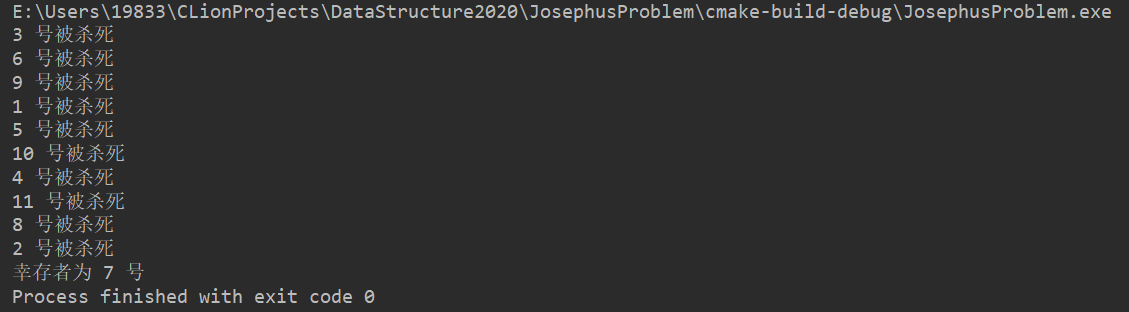 E:\Users\19833\CLionProjects\DataStructure2020\JosephusProblem\cmake-build-debug\JosephusProblem.exe
3 号被杀死
6 号被杀死
9 号被杀死
1 号被杀死
5 号被杀死
10 号被杀死
4 号被杀死
11 号被杀死
8 号被杀死
2 号被杀死
幸存者为 7 号
Process finished with exit code 0